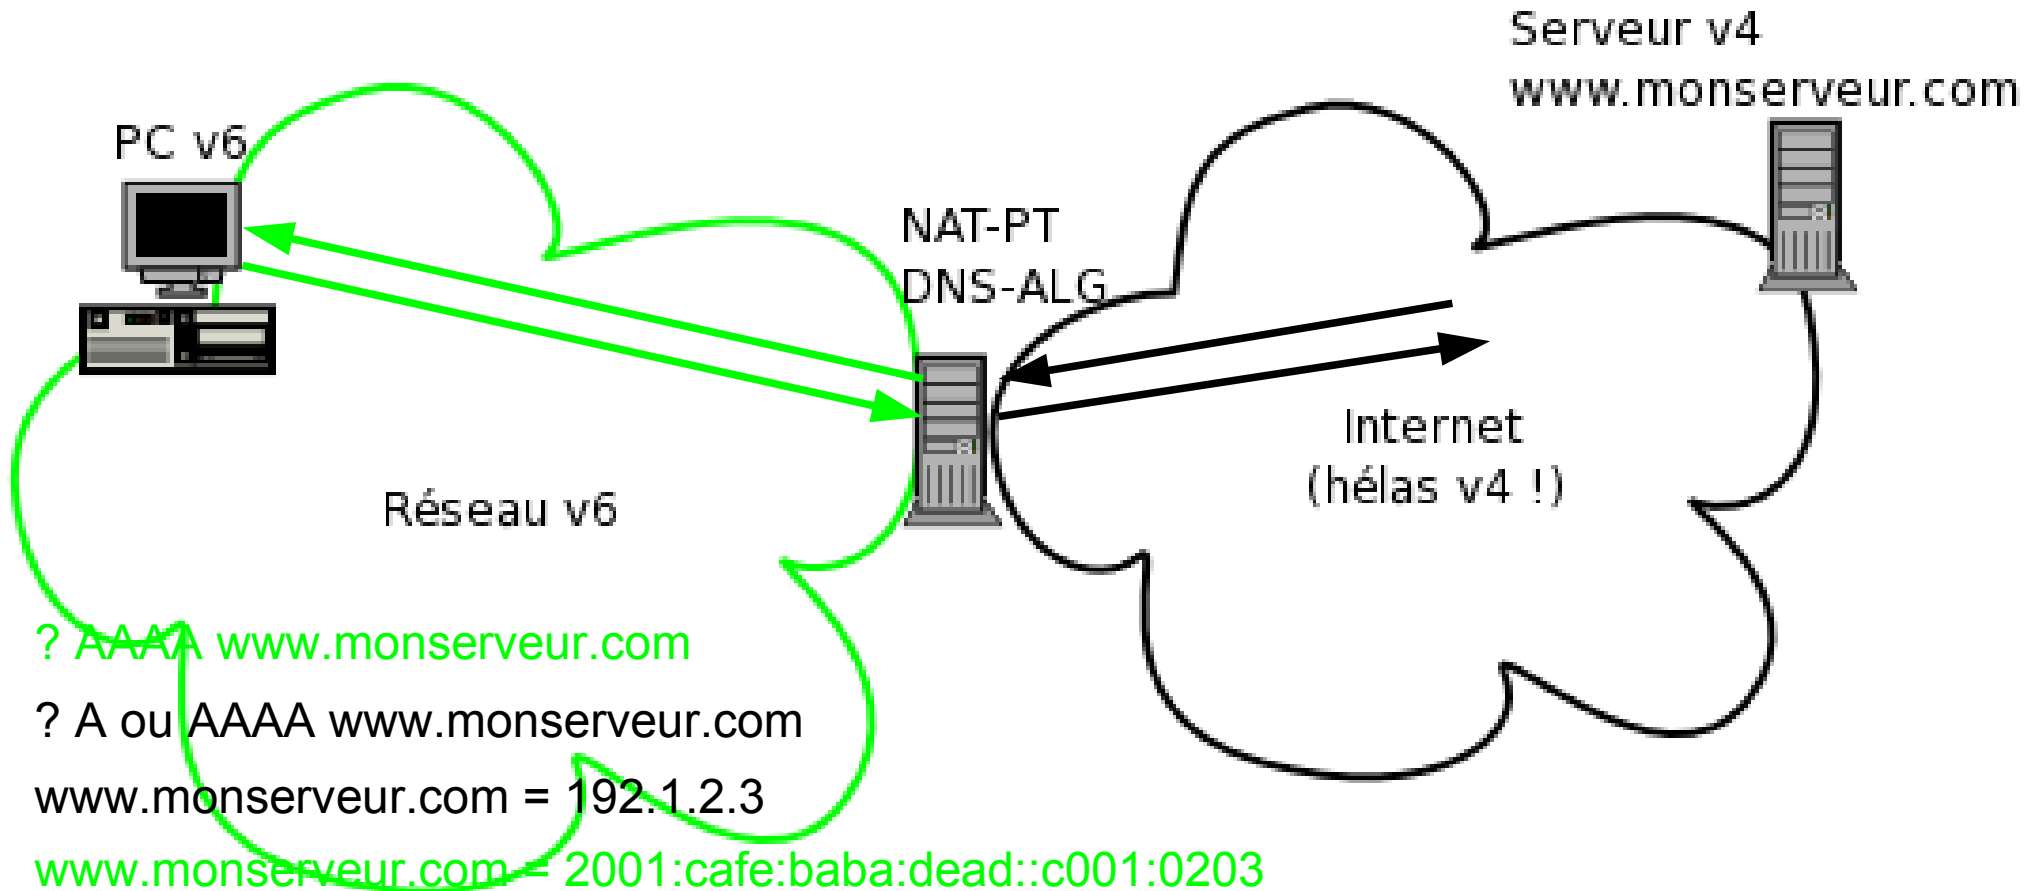 Serveur v4
www.monserveur.com
PC v6
NAT-PT
DNS-ALG
Internet
(hélas v4 !)
Réseau v6
? AAAA www.monserveur.com
? A ou AAAA www.monserveur.com
www.monserveur.com = 192.1.2.3
www.monserveur.com = 2001:cafe:baba:dead::c001:0203